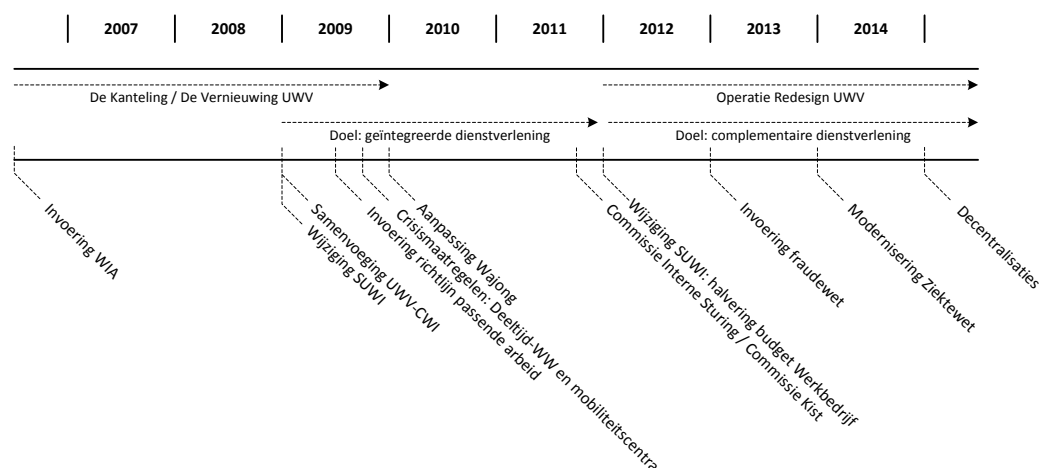 2007 2008 2009 2010 2011 2012 2013 2014
De Kanteling / De Vernieuwing UWV
Operatie Redesign UWV
Doel: geïntegreerde dienstverlening
Doel: complementaire dienstverlening
Invoering WIA
Wijziging SUWI
Samenvoeging UWV-CWI
Invoering richtlijn passende arbeid
Crisismaatregelen: Deeltijd-WW en mobiliteitscentra
Aanpassing Wajong
Commissie Interne Sturing / Commissie Kist
Wijziging SUWI: halvering budget Werkbedrijf
Invoering fraudewet
Modernisering Ziektewet
Decentralisaties